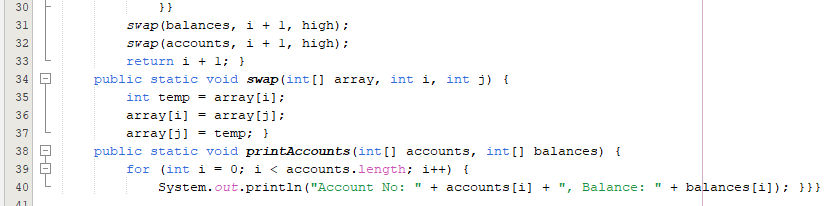 30 }}
31 swap(balances, i + 1, high);
32 swap(accounts, i + 1, high);
33 return i + 1; }
34 public static void swap(int[] array, int i, int j) {
35 int temp = array[i];
36 array[i] = array[j];
37 array[j] = temp; }
38 public static void printAccounts(int[] accounts, int[] balances) {
39 for (int i = 0; i < accounts.length; i++) {
40 System.out.println("Account No: " + accounts[i] + ", Balance: " + balances[i]); }}}
41